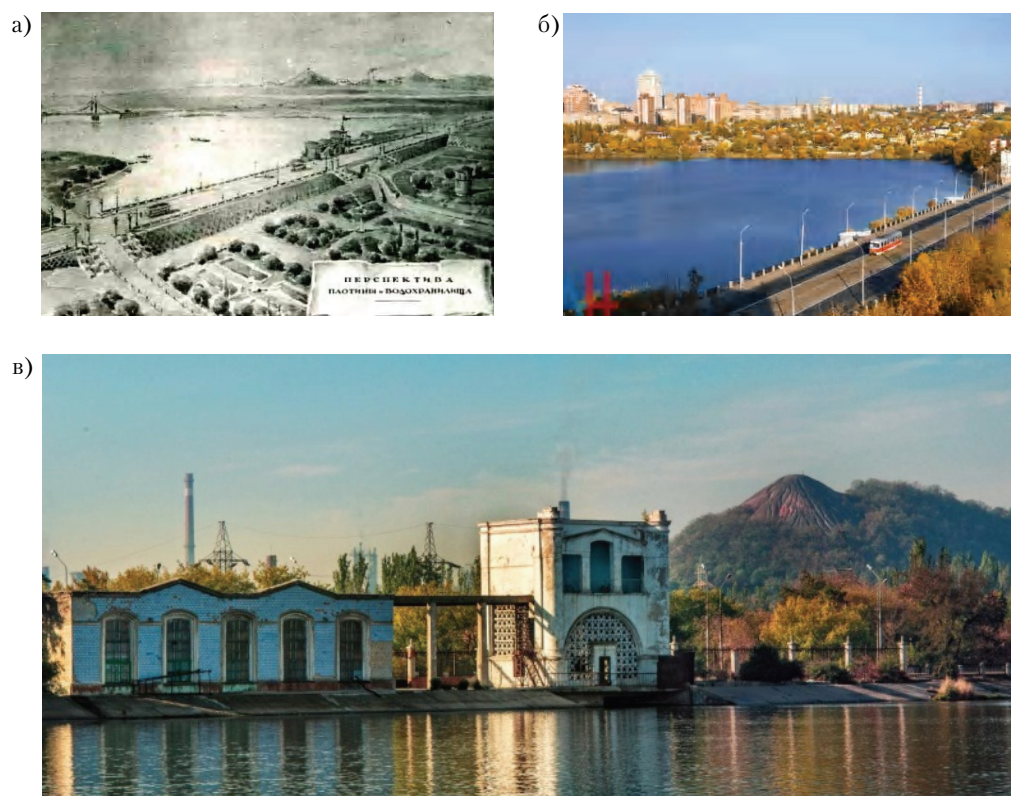 а)
б)
ПЕРСПЕКТИВА
ПЛОТИНЫ и ВОДОХРАНИЛИЩА
Н
в)